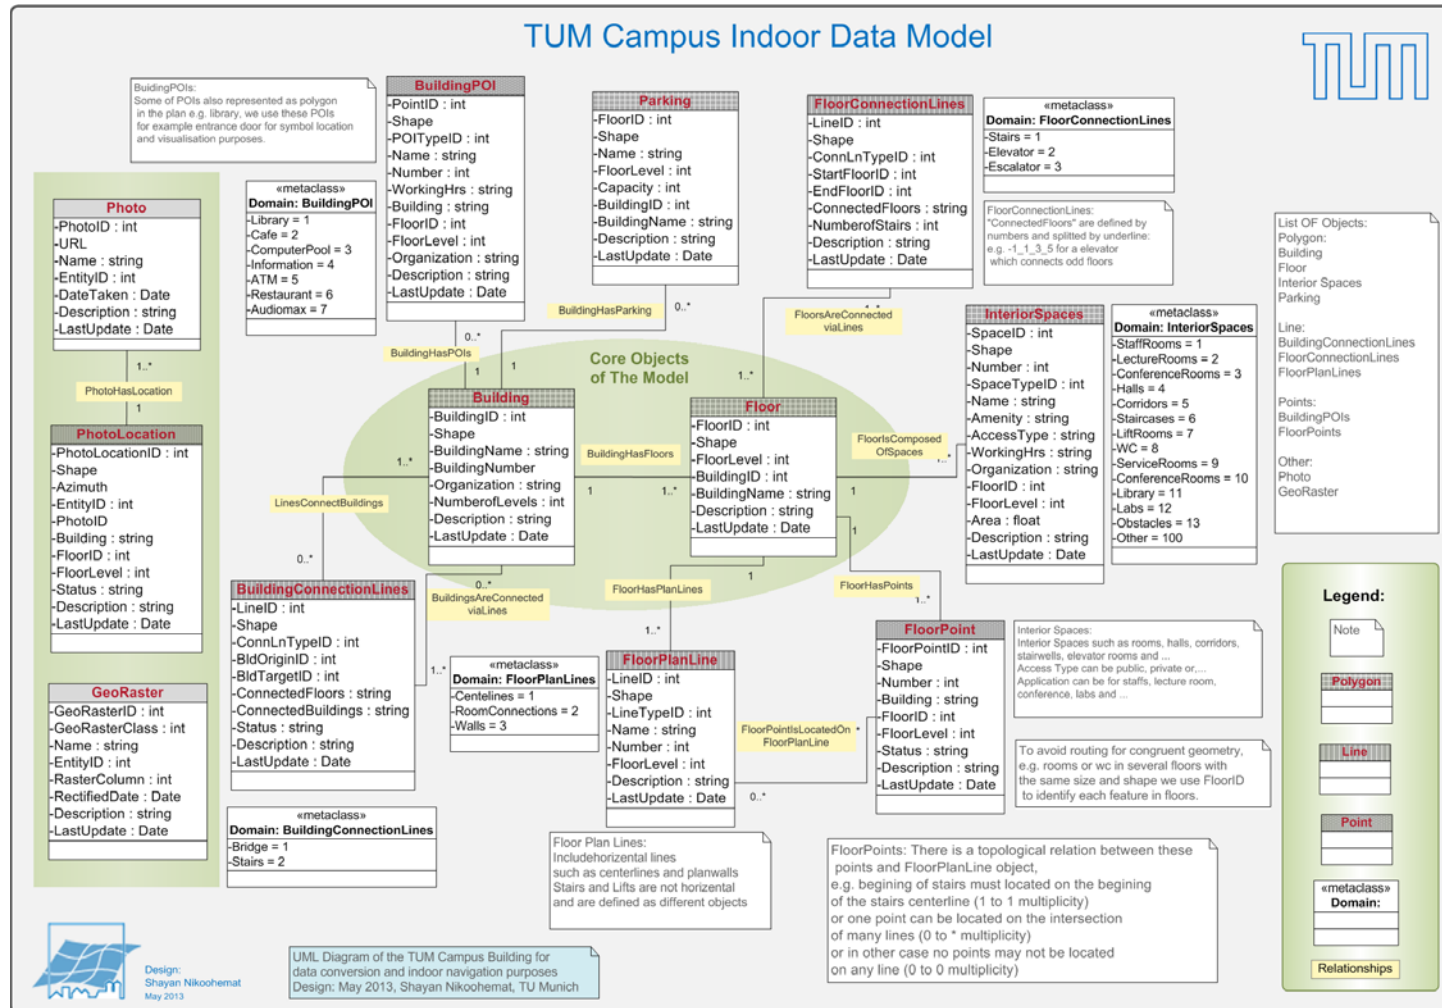 TUM Campus Indoor Data Model
TUM
BuidingPOIs:
Some of POIs also represented as polygon
in the plan e.g. library, we use these POIs
for example entrance door for symbol location
and visualisation purposes.
BuildingPOI
-PointID : int
-Shape
-POITypeID : int
-Name : string
-Number : int
-WorkingHrs : string
-Building : string
-FloorID : int
-FloorLevel : int
-Organization : string
-Description : string
-LastUpdate : Date
Parking
-FloorID : int
-Shape
-Name : string
-FloorLevel : int
-Capacity : int
-BuildingID : int
-BuildingName : string
-Description : string
-LastUpdate : Date
FloorConnectionLines
-LineID : int
-Shape
-ConnLnTypeID : int
-StartFloorID : int
-EndFloorID : int
-ConnectedFloors : string
-NumberofStairs : int
-Description : string
-LastUpdate : Date
«metaclass»
Domain: FloorConnectionLines
-Stairs = 1
-Elevator = 2
-Escalator = 3
FloorConnectionLines:
"ConnectedFloors" are defined by
numbers and splitted by underline:
e.g. -1_1_3_5 for a elevator
which connects odd floors
«metaclass»
Domain: BuildingPOI
-Library = 1
-Cafe = 2
-ComputerPool = 3
-Information = 4
-ATM = 5
-Restaurant = 6
-Audiomax = 7
Photo
-PhotoID : int
-URL
-Name : string
-EntityID : int
-DateTaken : Date
-Description : string
-LastUpdate : Date
1..*
PhotoHasLocation
1
PhotoLocation
-PhotoLocationID : int
-Shape
-Azimuth
-EntityID : int
-PhotoID
-Building : string
-FloorID : int
-FloorLevel : int
-Status : string
-Description : string
-LastUpdate : Date
GeoRaster
-GeoRasterID : int
-GeoRasterClass : int
-Name : string
-EntityID : int
-RasterColumn : int
-RectifiedDate : Date
-Description : string
-LastUpdate : Date
List OF Objects:
Polygon:
Building
Floor
Interior Spaces
Parking
Line:
BuildingConnectionLines
FloorConnectionLines
FloorPlanLines
Points:
BuildingPOIs
FloorPoints
Other:
Photo
GeoRaster
0..*
BuildingHasPOIs
1
BuildingHasParking
0..*
1
Core Objects
of The Model
FloorsAreConnected
viaLines
1..*
Building
-BuildingID : int
-Shape
-BuildingName : string
-BuildingNumber
-Organization : string
-NumberofLevels : int
-Description : string
-LastUpdate : Date
BuildingHasFloors
1
1..*
Floor
-FloorID : int
-Shape
-FloorLevel : int
-BuildingID : int
-BuildingName : string
-Description : string
-LastUpdate : Date
FloorIsComposed
OfSpaces
1
InteriorSpaces
-SpaceID : int
-Shape
-Number : int
-SpaceTypeID : int
-Name : string
-Amenity : string
-AccessType : string
-WorkingHrs : string
-Organization : string
-FloorID : int
-FloorLevel : int
-Area : float
-Description : string
-LastUpdate : Date
«metaclass»
Domain: InteriorSpaces
-StaffRooms = 1
-LectureRooms = 2
-ConferenceRooms = 3
-Halls = 4
-Corridors = 5
-Staircases = 6
-LiftRooms = 7
-WC = 8
-ServiceRooms = 9
-ConferenceRooms = 10
-Library = 11
-Labs = 12
-Obstacles = 13
-Other = 100
1..*
LinesConnectBuildings
0..*
BuildingConnectionLines
-LineID : int
-Shape
-ConnLnTypeID : int
-BldOriginID : int
-BldTargetID : int
-ConnectedFloors : string
-ConnectedBuildings : string
-Status : string
-Description : string
-LastUpdate : Date
0..*
BuildingsAreConnected
viaLines
1..*
«metaclass»
Domain: FloorPlanLines
-Centelines = 1
-RoomConnections = 2
-Walls = 3
«metaclass»
Domain: BuildingConnectionLines
-Bridge = 1
-Stairs = 2
1
FloorHasPlanLines
1..*
FloorPlanLine
-LineID : int
-Shape
-LineTypeID : int
-Name : string
-Number : int
-FloorLevel : int
-Description : string
-LastUpdate : Date
1
FloorHasPoints
1..*
FloorPointIsLocatedOn
FloorPlanLine
*
0..*
FloorPoint
-FloorPointID : int
-Shape
-Number : int
-Building : string
-FloorID : int
-FloorLevel : int
-Status : string
-Description : string
-LastUpdate : Date
Interior Spaces:
Interior Spaces such as rooms, halls, corridors,
stairwells, elevator rooms and ...
Access Type can be public, private or,...
Application can be for staffs, lecture room,
conference, labs and ...
To avoid routing for congruent geometry,
e.g. rooms or wc in several floors with
the same size and shape we use FloorID
to identify each feature in floors.
Floor Plan Lines:
Includehorizental lines
such as centerlines and planwalls
Stairs and Lifts are not horizental
and are defined as different objects
FloorPoints: There is a topological relation between these
points and FloorPlanLine object,
e.g. begining of stairs must located on the begining
of the stairs centerline (1 to 1 multiplicity)
or one point can be located on the intersection
of many lines (0 to * multiplicity)
or in other case no points may not be located
on any line (0 to 0 multiplicity)
Legend:
Note
Polygon
Line
Point
«metaclass»
Domain:
Relationships
Design:
Shayan Nikoohemat
May 2013
UML Diagram of the TUM Campus Building for
data conversion and indoor navigation purposes
Design: May 2013, Shayan Nikoohemat, TU Munich